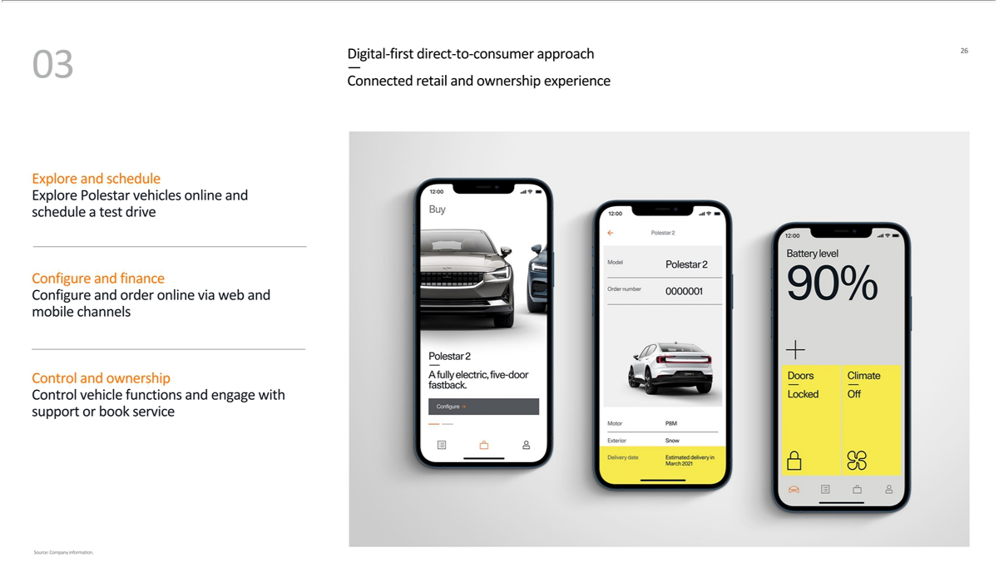 03
Digital-first direct-to-consumer approach
Connected retail and ownership experience
26
Explore and schedule
Explore Polestar vehicles online and
schedule a test drive
Configure and finance
Configure and order online via web and
mobile channels
Control and ownership
Control vehicle functions and engage with
support or book service
12:00
Buy
Polestar 2
A fully electric, five-door
fastback.
Configure →
12:00
Polestar 2
Model Polestar 2
Order number 0000001
Motor P8M
Exterior Snow
Delivery date Estimated delivery in
March 2021
12:00
Battery level
90%
Doors
Locked
Climate
Off
Source: Company information.